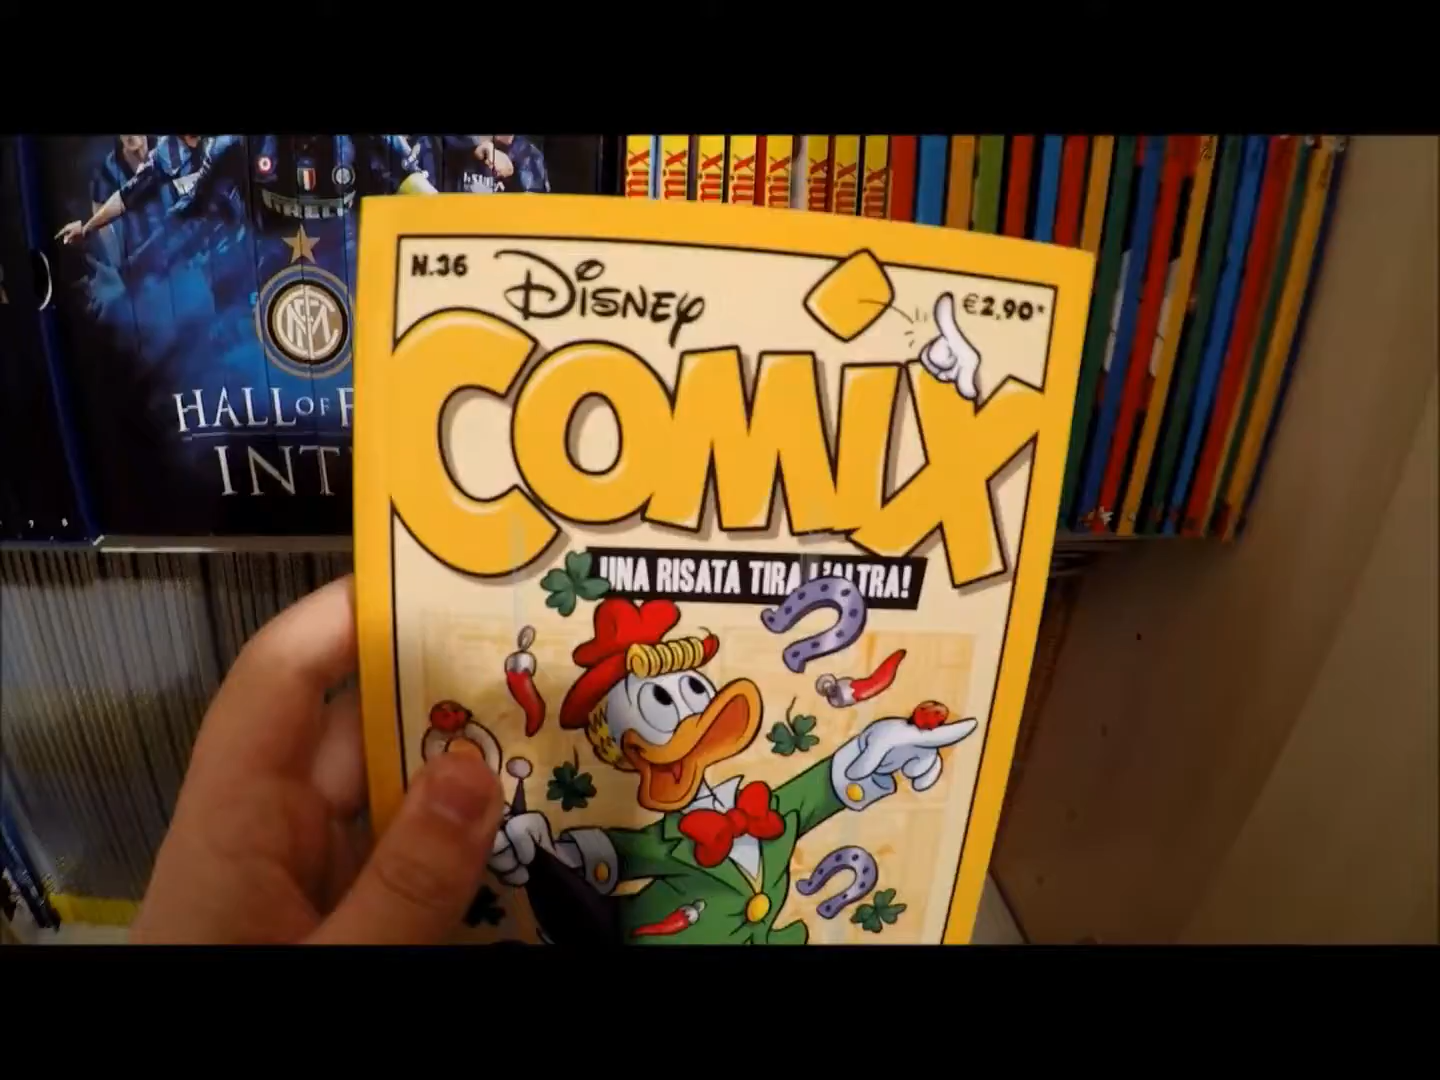 N.36
DISNEY
€2,90*
COMIX
UNA RISATA TIRA L'ALTRA!
HALL OF
INT